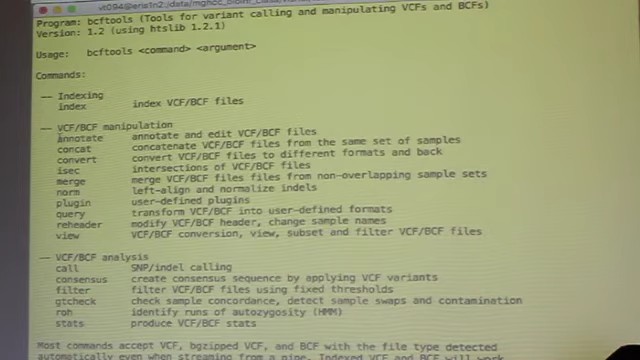 Program: bcftools (Tools for variant calling and manipulating VCFs and BCFs)
Version: 1.2 (using htslib 1.2.1)
Usage: bcftools <command> <argument>
Commands:
-- Indexing
index index VCF/BCF files
-- VCF/BCF manipulation
annotate annotate and edit VCF/BCF files
concat concatenate VCF/BCF files from the same set of samples
convert convert VCF/BCF files to different formats and back
isec intersections of VCF/BCF files
merge merge VCF/BCF files files from non-overlapping sample sets
norm left-align and normalize indels
plugin user-defined plugins
query transform VCF/BCF into user-defined formats
reheader modify VCF/BCF header, change sample names
view VCF/BCF conversion, view, subset and filter VCF/BCF files
-- VCF/BCF analysis
call SNP/indel calling
consensus create consensus sequence by applying VCF variants
filter filter VCF/BCF files using fixed thresholds
gtcheck check sample concordance, detect sample swaps and contamination
roh identify runs of autozygosity (HMM)
stats produce VCF/BCF stats
Most commands accept VCF, bgzipped VCF, and BCF with the file type detected
automatically even when streaming from a pipe. Indexed VCF and BCF will work